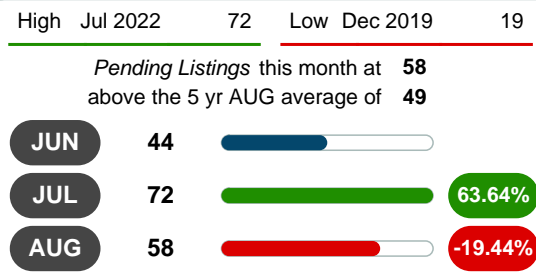 High Jul 2022 72 Low Dec 2019 19
Pending Listings this month at 58
above the 5 yr AUG average of 49
JUN 44
JUL 72 63.64%
AUG 58 -19.44%